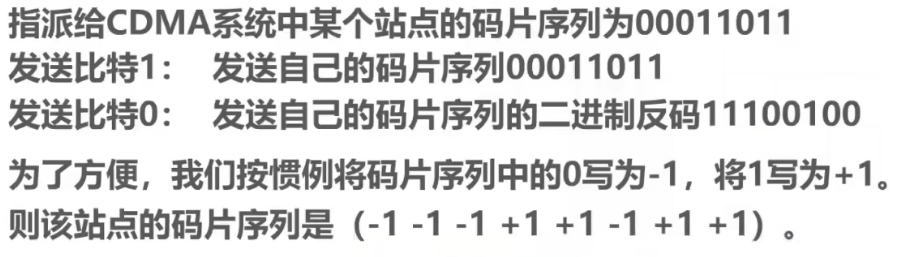 指派给CDMA系统中某个站点的码片序列为00011011
发送比特1： 发送自己的码片序列00011011
发送比特0： 发送自己的码片序列的二进制反码11100100
为了方便，我们按惯例将码片序列中的0写为-1，将1写为+1。
则该站点的码片序列是（-1 -1 -1 +1 +1 -1 +1 +1）。